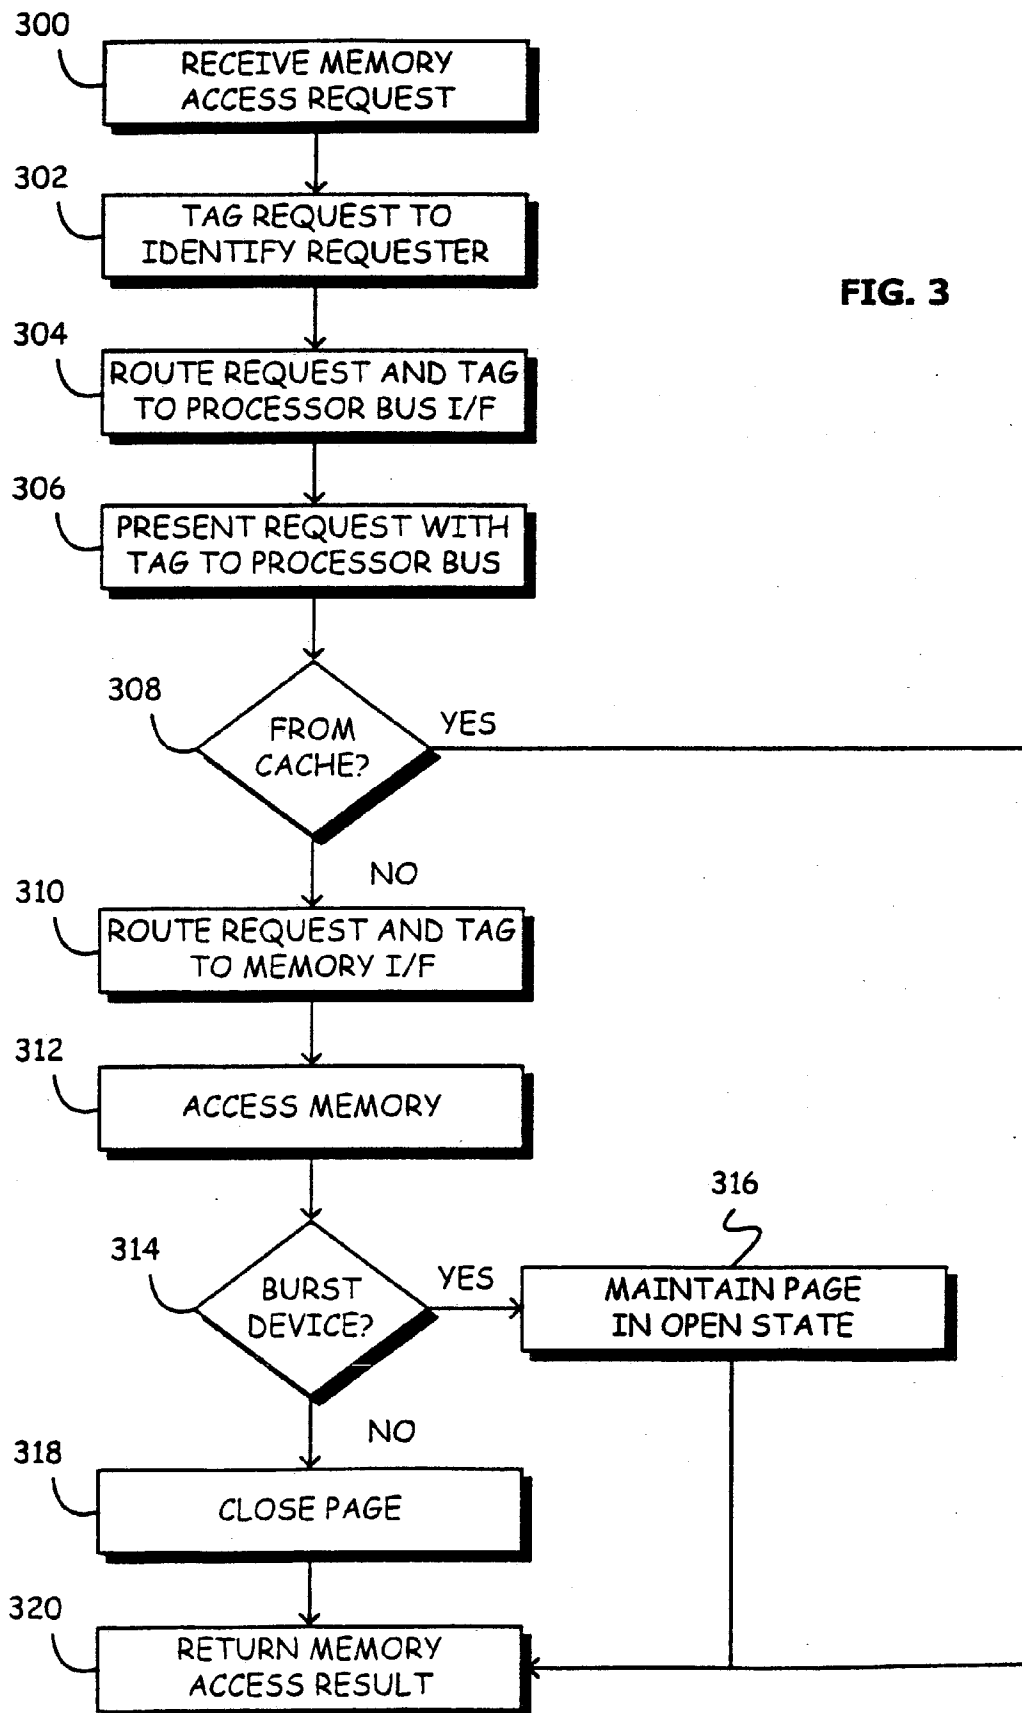 300
RECEIVE MEMORY
ACCESS REQUEST
302
TAG REQUEST TO
IDENTIFY REQUESTER
FIG. 3
304
ROUTE REQUEST AND TAG
TO PROCESSOR BUS I/F
306
PRESENT REQUEST WITH
TAG TO PROCESSOR BUS
308
FROM
CACHE?
YES
NO
310
ROUTE REQUEST AND TAG
TO MEMORY I/F
312
ACCESS MEMORY
314
BURST
DEVICE?
YES
316
MAINTAIN PAGE
IN OPEN STATE
NO
318
CLOSE PAGE
320
RETURN MEMORY
ACCESS RESULT